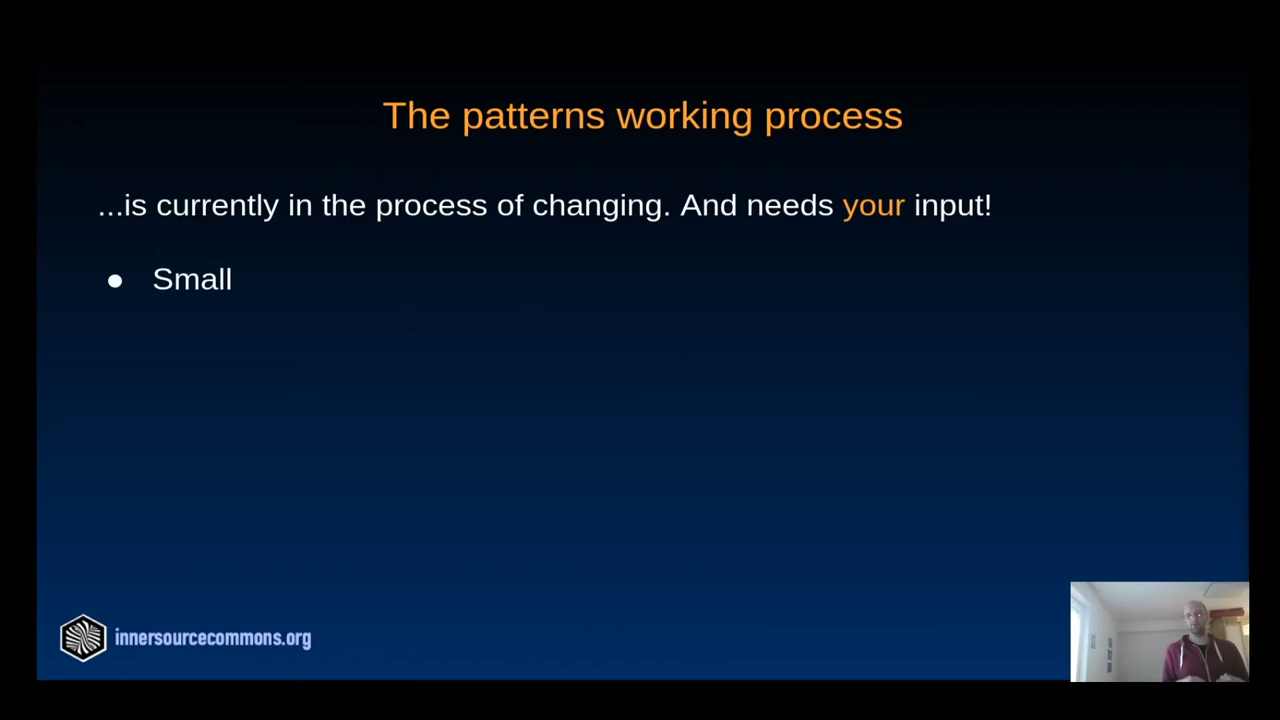 The patterns working process
...is currently in the process of changing. And needs your input!
● Small
innersourcecommons.org